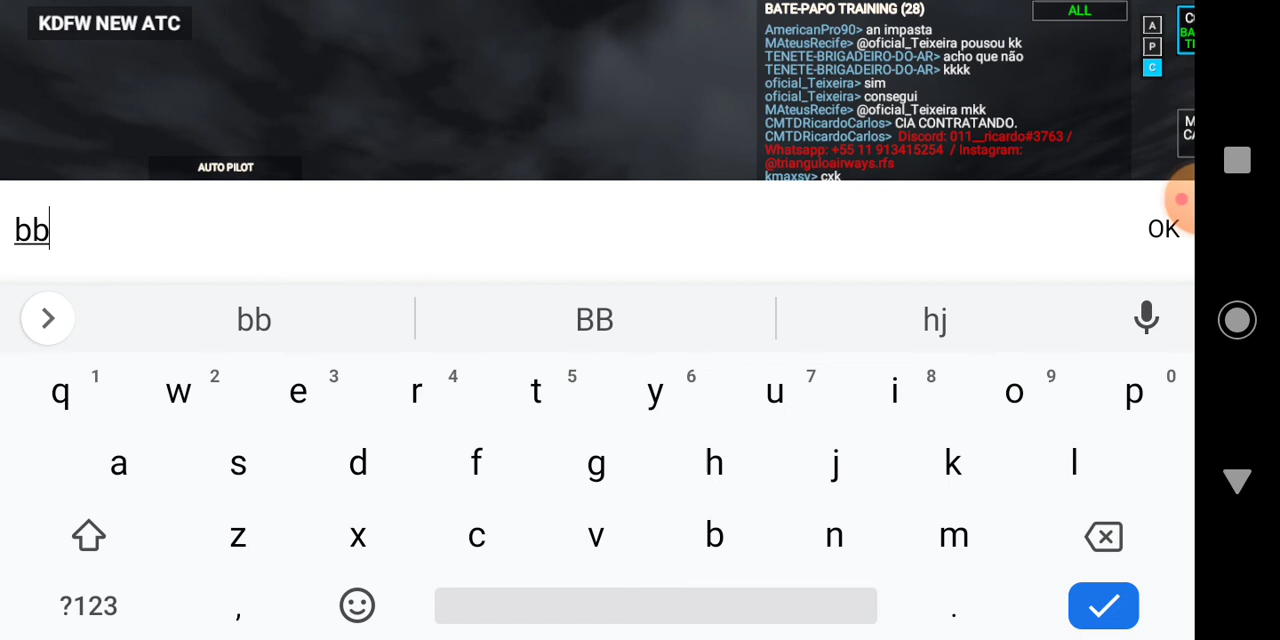 KDFW NEW ATC
AUTO PILOT
BATE-PAPO TRAINING (28)
ALL
AmericanPro90> an impasta
MAteusRecife> @oficial_Teixeira pousou kk
TENETE-BRIGADEIRO-DO-AR> acho que não
TENETE-BRIGADEIRO-DO-AR> kkkk
oficial_Teixeira> sim
oficial_Teixeira> consegui
MAteusRecife> @oficial_Teixeira mkk
CMTDRicardoCarlos> CIA CONTRATANDO.
CMTDRicardoCarlos> Discord: 011__ricardo#3763 /
Whatsapp: +55 11 913415254 / Instagram:
@trianguloairways.rfs
kmaxsv> cxk
A
P
C
bb
OK
bb BB hj
q 1 w 2 e 3 r 4 t 5 y 6 u 7 i 8 o 9 p 0
a s d f g h j k l
z x c v b n m
?123 , .